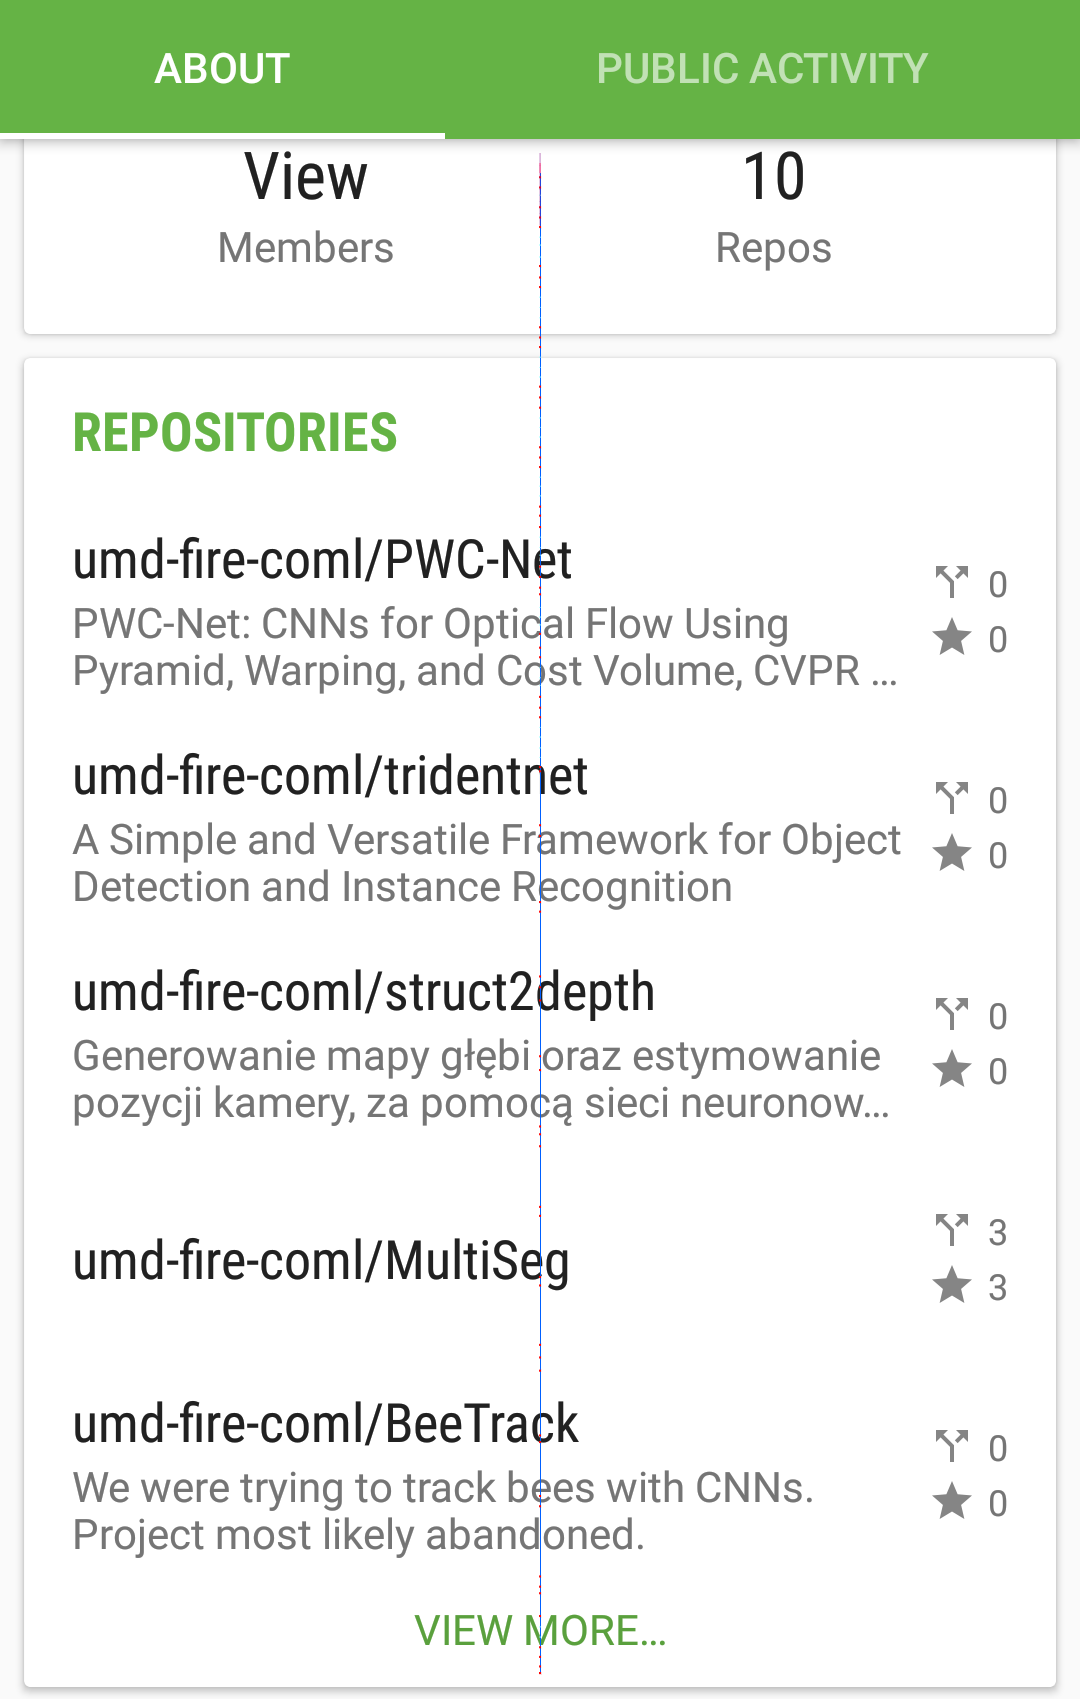 ABOUT PUBLIC ACTIVITY
View 10
Members Repos
REPOSITORIES
umd-fire-coml/PWC-Net
0
PWC-Net: CNNs for Optical Flow Using
0
Pyramid, Warping, and Cost Volume, CVPR ...
umd-fire-coml/tridentnet
0
A Simple and Versatile Framework for Object
0
Detection and Instance Recognition
umd-fire-coml/struct2depth
0
Generowanie mapy głębi oraz estymowanie
0
pozycji kamery, za pomocą sieci neuronow...
3
umd-fire-coml/MultiSeg
3
umd-fire-coml/BeeTrack
0
We were trying to track bees with CNNs.
0
Project most likely abandoned.
VIEW MORE...